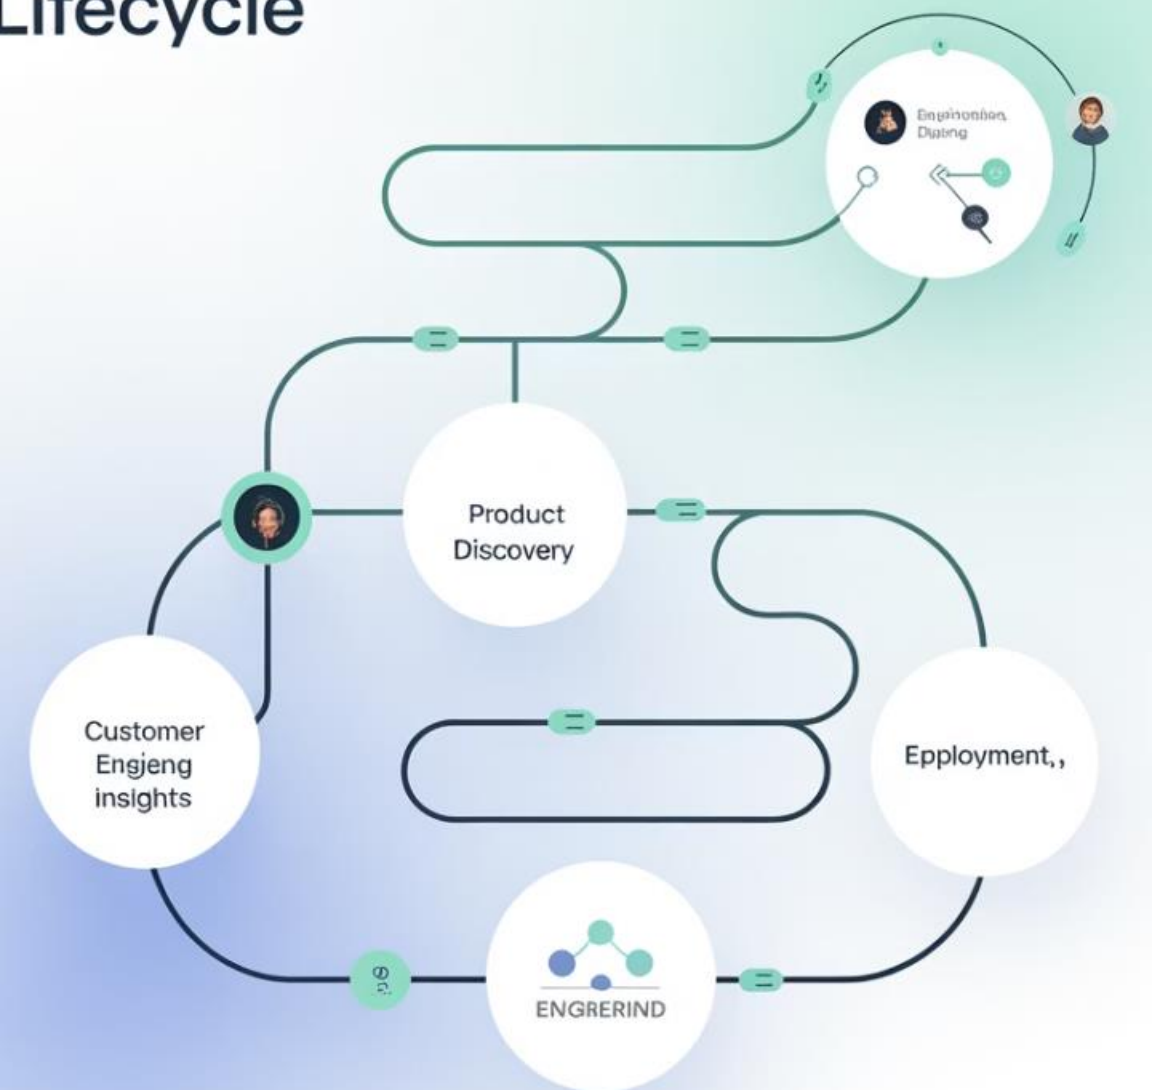 Lifecycle
Product
Discovery
Customer
Engjeng
insights
Epployment,,
ENGRERIND